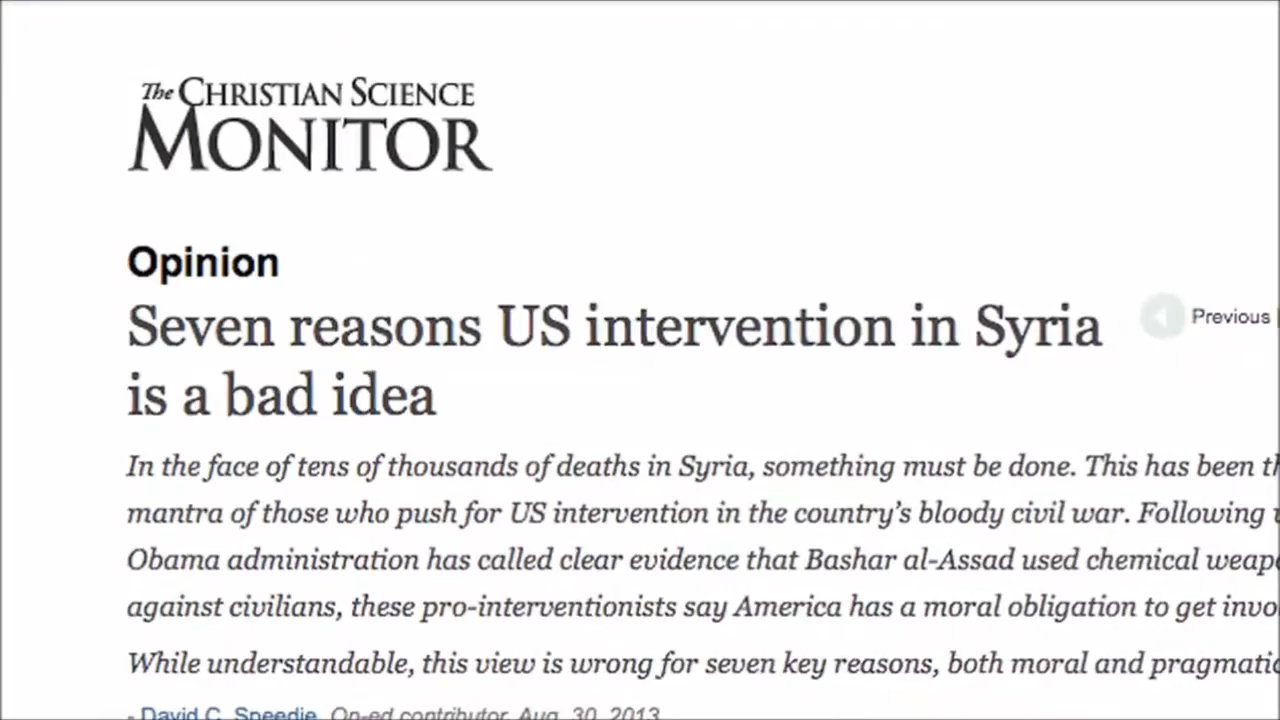 The CHRISTIAN SCIENCE
MONITOR
Opinion
Seven reasons US intervention in Syria
Previous
is a bad idea
In the face of tens of thousands of deaths in Syria, something must be done. This has been
mantra of those who push for US intervention in the country's bloody civil war. Following
Obama administration has called clear evidence that Bashar al-Assad used chemical
against civilians, these pro-interventionists say America has a moral obligation to get
While understandable, this view is wrong for seven key reasons, both moral and
- David C. Speedie, Op-ed contributor, Aug. 30, 2013